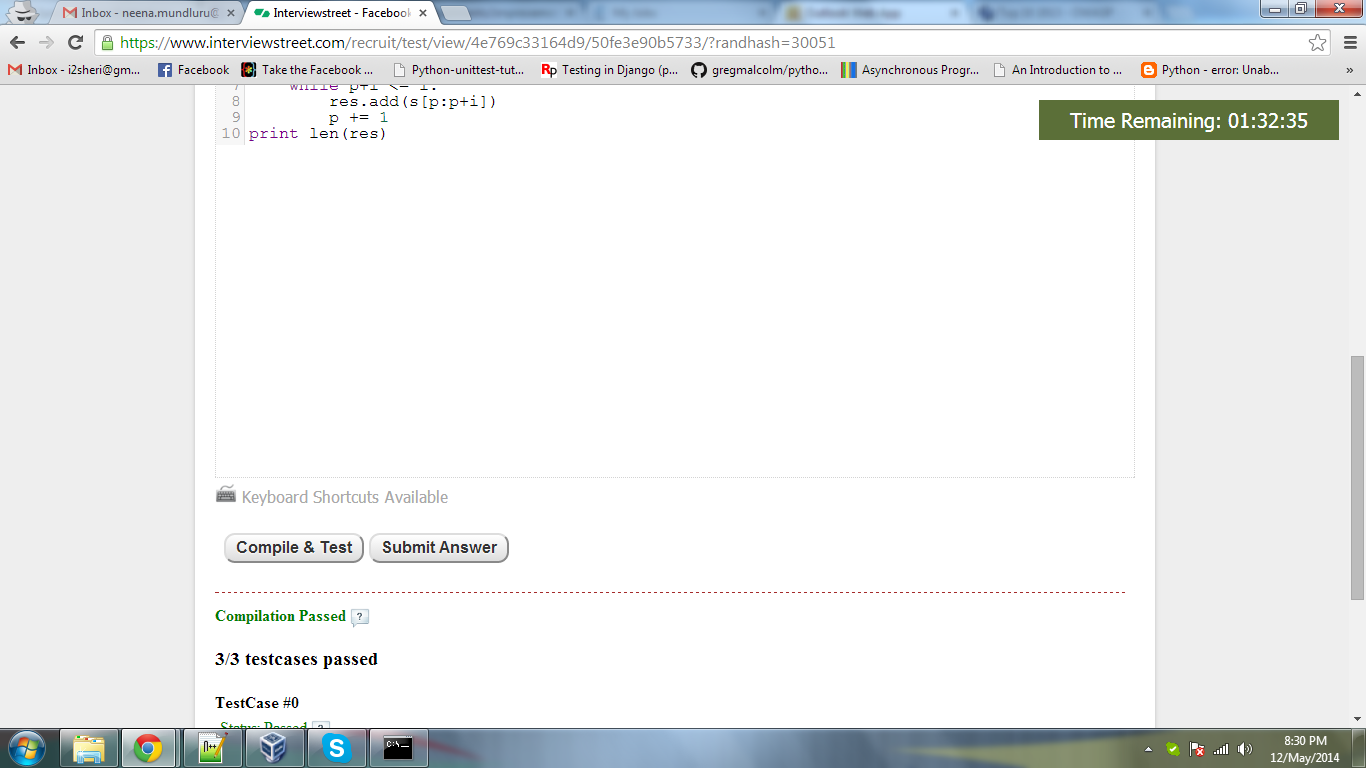 Inbox - neena.mundluru@
Interviewstreet - Facebook
https://www.interviewstreet.com/recruit/test/view/4e769c33164d9/50fe3e90b5733/?randhash=30051
Inbox - i2sheri@gm... Facebook Take the Facebook ... Python-unittest-tut... Rp Testing in Django (p... gregmalcolm/pytho... Asynchronous Progr... An Introduction to ... Python - error: Unab... »
7 while p+i <= l:
8 res.add(s[p:p+i])
9 p += 1
10 print len(res)
Time Remaining: 01:32:35
Keyboard Shortcuts Available
Compile & Test Submit Answer
Compilation Passed ?
3/3 testcases passed
TestCase #0
Status: Passed ?
8:30 PM
12/May/2014